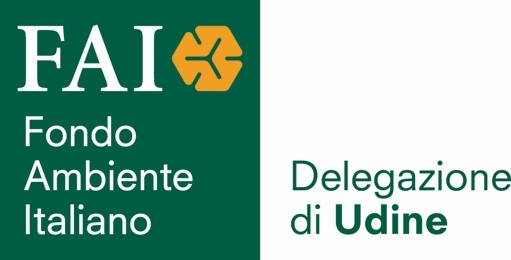 FAI
Fondo
Ambiente
Italiano
Delegazione
di Udine